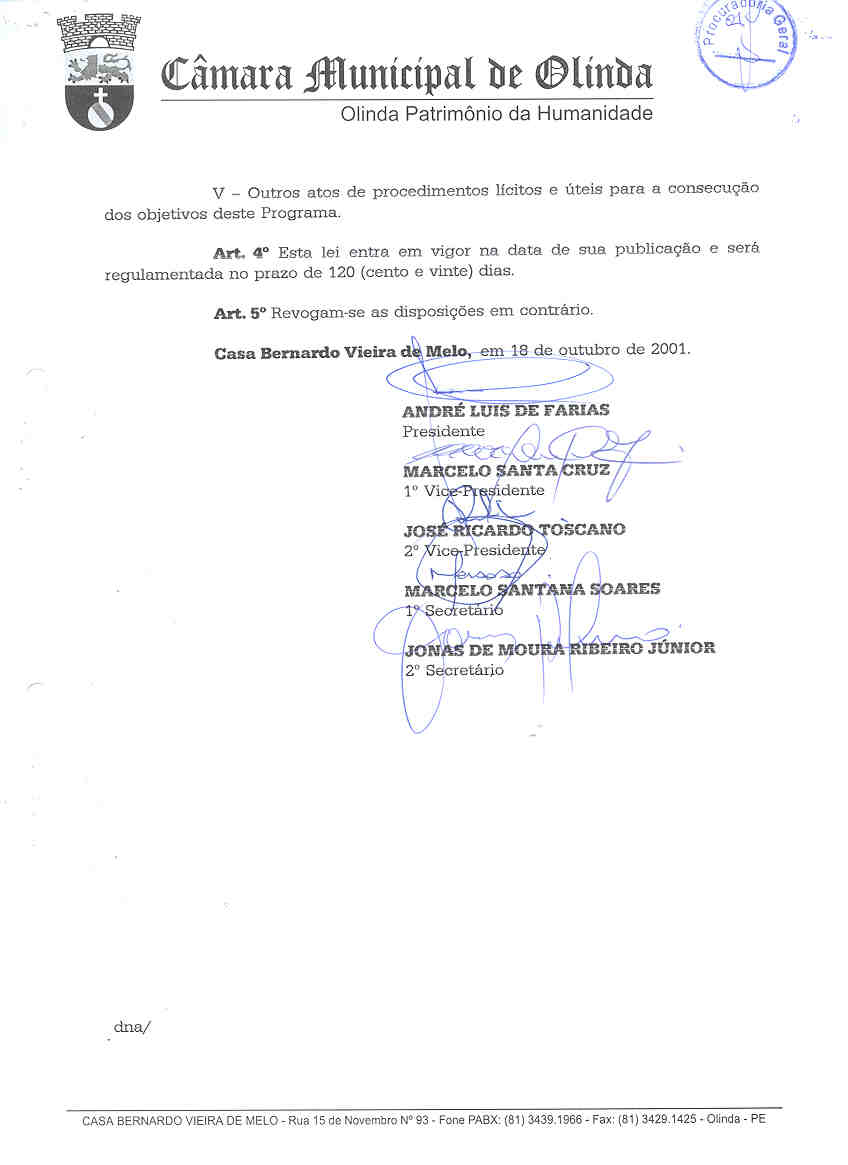 Procuradoria Geral
Câmara Municipal de Olinda
Olinda Patrimônio da Humanidade
V – Outros atos de procedimentos lícitos e úteis para a consecução
dos objetivos deste Programa.
Art. 4º Esta lei entra em vigor na data de sua publicação e será
regulamentada no prazo de 120 (cento e vinte) dias.
Art. 5º Revogam-se as disposições em contrário.
Casa Bernardo Vieira de Melo, em 18 de outubro de 2001.
ANDRÉ LUIS DE FARIAS
Presidente
MARCELO SANTA CRUZ
1º Vice-Presidente
JOSÉ RICARDO TOSCANO
2º Vice-Presidente
MARCELO SANTANA SOARES
1º Secretário
JONAS DE MOURA RIBEIRO JÚNIOR
2º Secretário
dna/
CASA BERNARDO VIEIRA DE MELO - Rua 15 de Novembro Nº 93 - Fone PABX: (81) 3439.1966 - Fax: (81) 3429.1425 - Olinda - PE